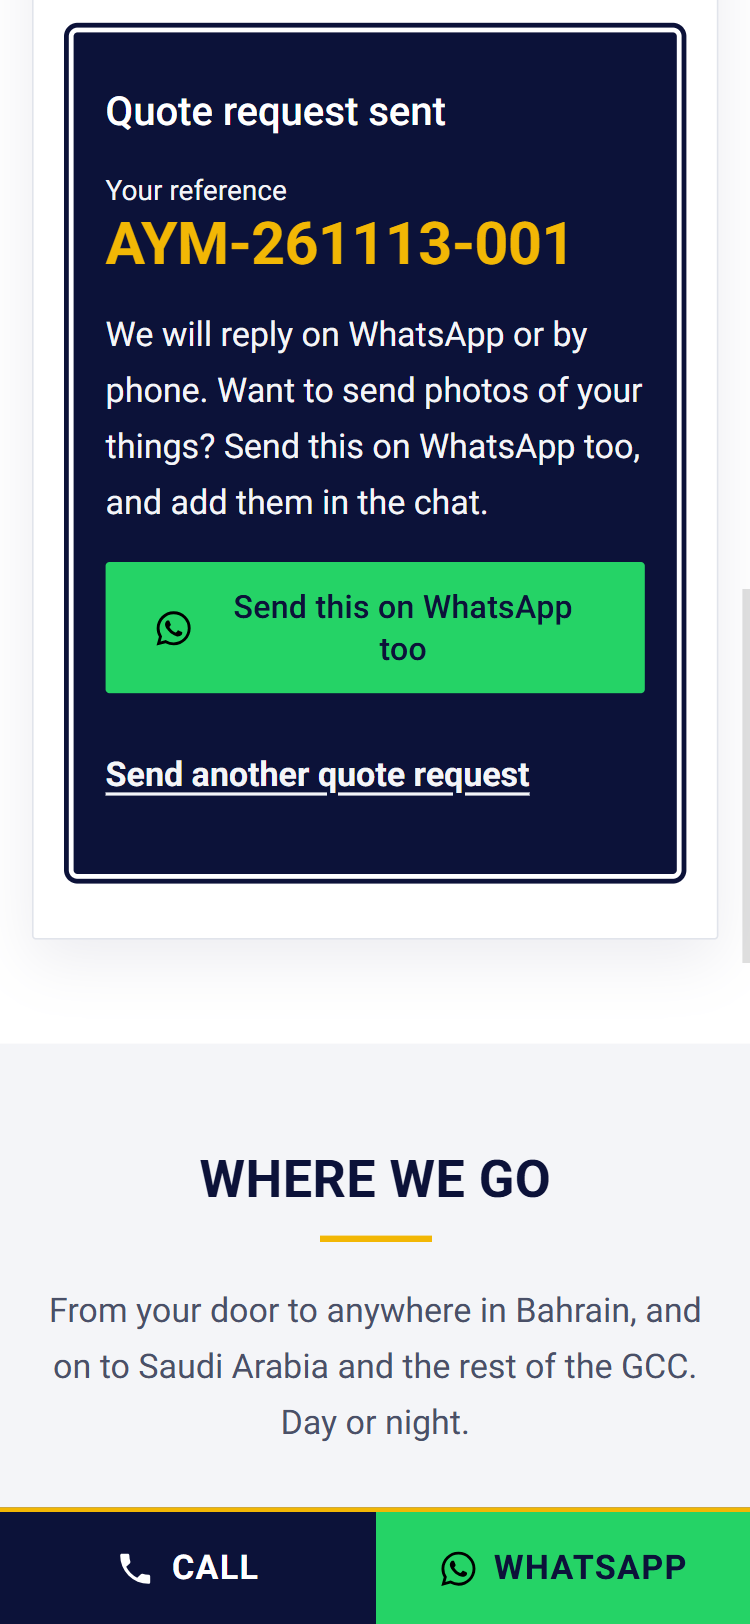 Quote request sent
Your reference
AYM-261113-001
We will reply on WhatsApp or by
phone. Want to send photos of your
things? Send this on WhatsApp too,
and add them in the chat.
Send this on WhatsApp
too
Send another quote request
WHERE WE GO
From your door to anywhere in Bahrain, and
on to Saudi Arabia and the rest of the GCC.
Day or night.
CALL
WHATSAPP